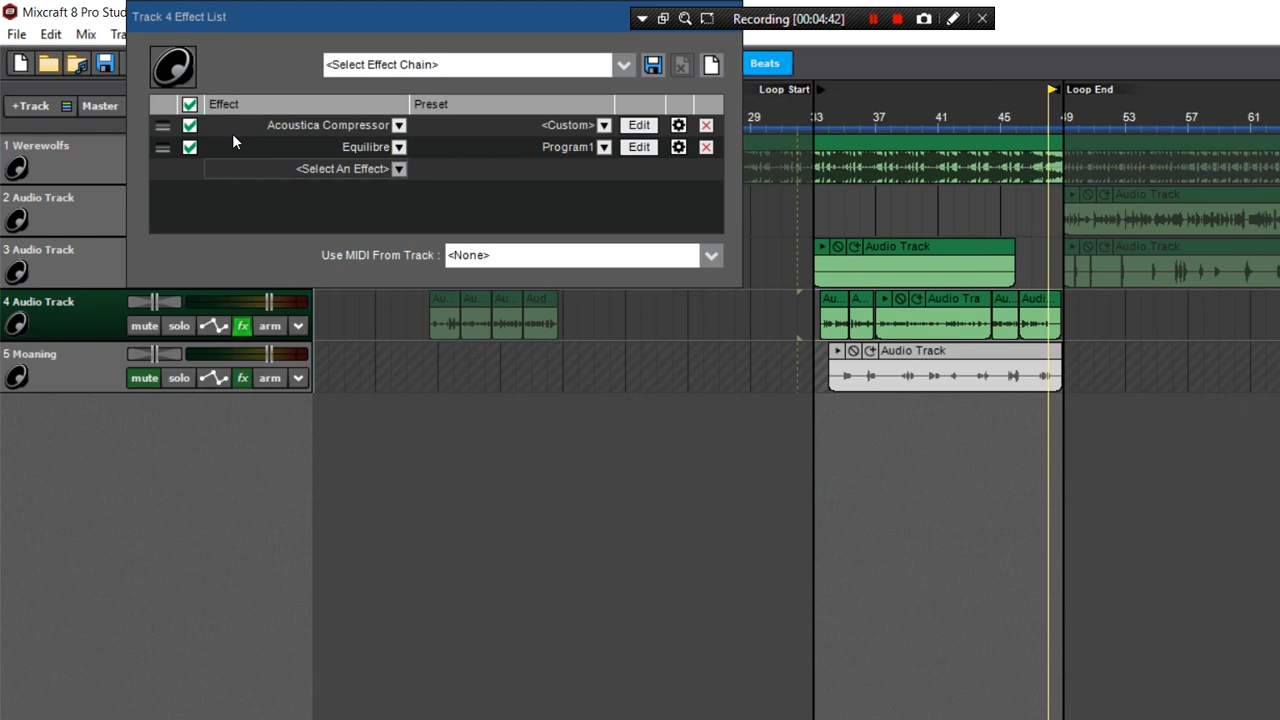 Mixcraft 8 Pro Stud
Track 4 Effect List
Recording [00:04:42]
File Edit Mix Tra
<Select Effect Chain>
Beats
+Track Master
Loop Start
Loop End
Effect Preset
29 33 37 41 45 49 53 57 61
Acoustica Compressor <Custom> Edit
Equilibre Program1 Edit
<Select An Effect>
1 Werewolfs
2 Audio Track
Audio Track
3 Audio Track
Audio Track
Audio Track
Use MIDI From Track : <None>
4 Audio Track
Au... Au... Au... Aud...
Au... A... Audio Tra Au... Audi...
mute solo fx arm
5 Moaning
Audio Track
mute solo fx arm